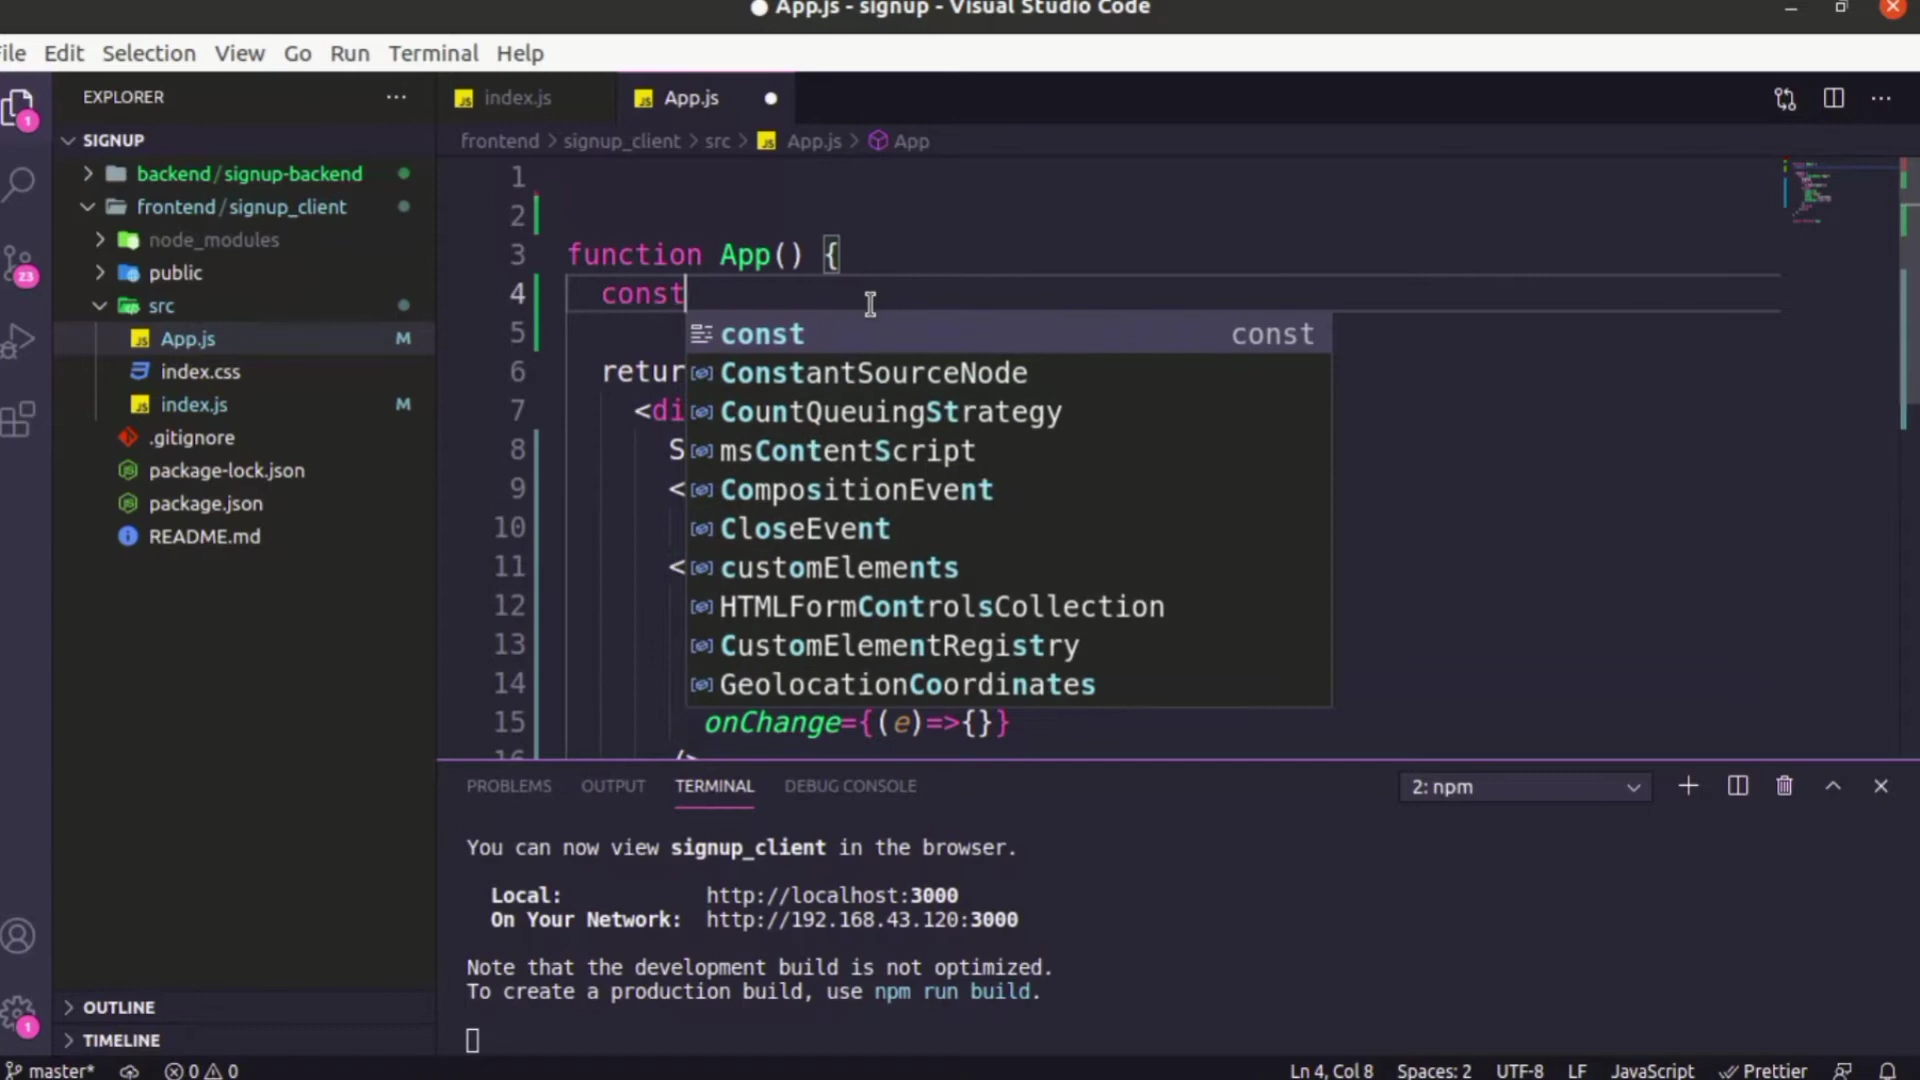 App.js - signup - Visual Studio Code
File Edit Selection View Go Run Terminal Help
EXPLORER
index.js
App.js
SIGNUP
frontend > signup_client > src > App.js > App
backend / signup-backend
frontend / signup_client
node_modules
public
src
App.js M
index.css
index.js M
.gitignore
package-lock.json
package.json
README.md
OUTLINE
TIMELINE
1
23
1
1
2
3 function App() {
4 const
5
6 retur
7 <di
8 S
9 <
10
11 <
12
13
14
15 onChange={(e)=>{}}
/>
const const
ConstantSourceNode
CountQueuingStrategy
msContentScript
CompositionEvent
CloseEvent
customElements
HTMLFormControlsCollection
CustomElementRegistry
GeolocationCoordinates
PROBLEMS OUTPUT TERMINAL DEBUG CONSOLE 2: npm
You can now view signup_client in the browser.
Local: http://localhost:3000
On Your Network: http://192.168.43.120:3000
Note that the development build is not optimized.
To create a production build, use npm run build.
master* 0 0 Ln 4, Col 8 Spaces: 2 UTF-8 LF JavaScript Prettier